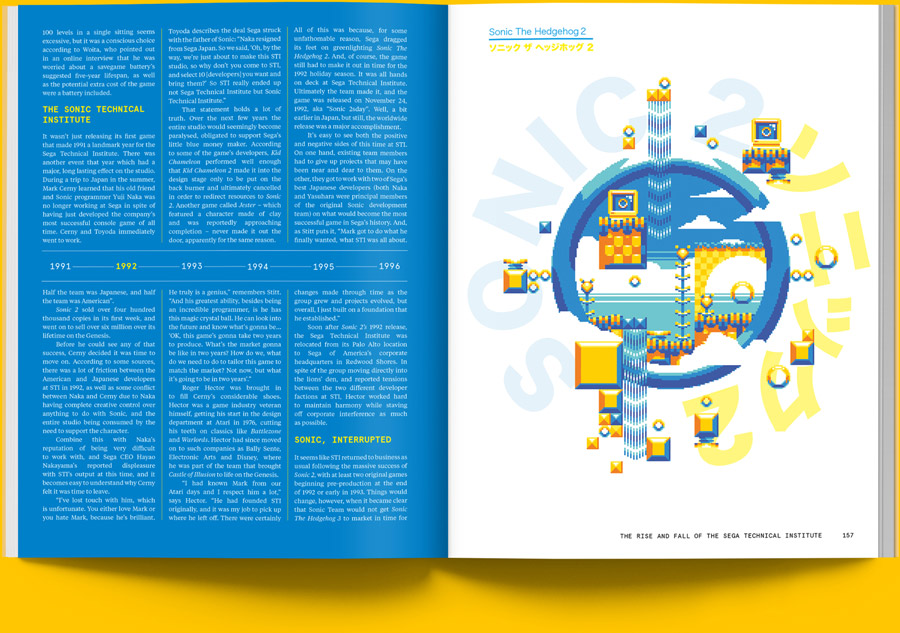 100 levels in a single sitting seems
excessive, but it was a conscious choice
according to Woita, who pointed out
in an online interview that he was
worried about a savegame battery's
suggested five-year lifespan, as well
as the potential extra cost of the game
were a battery included.
THE SONIC TECHNICAL
INSTITUTE
It wasn't just releasing its first game
that made 1991 a landmark year for the
Sega Technical Institute. There was
another event that year which had a
major, long lasting effect on the studio.
During a trip to Japan in the summer,
Mark Cerny learned that his old friend
and Sonic programmer Yuji Naka was
no longer working at Sega in spite of
having just developed the company's
most successful console game of all
time. Cerny and Toyoda immediately
went to work.
Toyoda describes the deal Sega struck
with the father of Sonic: "Naka resigned
from Sega Japan. So we said, 'Oh, by the
way, we're just about to make this STI
studio, so why don't you come to STI,
and select 10 [developers] you want and
bring them?' So STI really ended up
not Sega Technical Institute but Sonic
Technical Institute."
That statement holds a lot of
truth. Over the next few years the
entire studio would seemingly become
paralysed, obligated to support Sega's
little blue money maker. According
to some of the game's developers, Kid
Chameleon performed well enough
that Kid Chameleon 2 made it into the
design stage only to be put on the
back burner and ultimately cancelled
in order to redirect resources to Sonic
2. Another game called Jester – which
featured a character made of clay
and was reportedly approaching
completion – never made it out the
door, apparently for the same reason.
All of this was because, for some
unfathomable reason, Sega dragged
its feet on greenlighting Sonic The
Hedgehog 2. And, of course, the game
still had to make it out in time for the
1992 holiday season. It was all hands
on deck at Sega Technical Institute.
Ultimately the team made it, and the
game was released on November 24,
1992, aka "Sonic 2sday". Well, a bit
earlier in Japan, but still, the worldwide
release was a major accomplishment.
It's easy to see both the positive
and negative sides of this time at STI.
On one hand, existing team members
had to give up projects that may have
been near and dear to them. On the
other, they got to work with two of Sega's
best Japanese developers (both Naka
and Yasuhara were principal members
of the original Sonic development
team) on what would become the most
successful game in Sega's history. And,
as Stitt puts it, "Mark got to do what he
finally wanted, what STI was all about.
1991 1992 1993 1994 1995 1996
Half the team was Japanese, and half
the team was American".
Sonic 2 sold over four hundred
thousand copies in its first week, and
went on to sell over six million over its
lifetime on the Genesis.
Before he could see any of that
success, Cerny decided it was time to
move on. According to some sources,
there was a lot of friction between the
American and Japanese developers
at STI in 1992, as well as some conflict
between Naka and Cerny due to Naka
having complete creative control over
anything to do with Sonic, and the
entire studio being consumed by the
need to support the character.
Combine this with Naka's
reputation of being very difficult
to work with, and Sega CEO Hayao
Nakayama's reported displeasure
with STI's output at this time, and it
becomes easy to understand why Cerny
felt it was time to leave.
"I've lost touch with him, which
is unfortunate. You either love Mark or
you hate Mark, because he's brilliant.
He truly is a genius," remembers Stitt.
"And his greatest ability, besides being
an incredible programmer, is he has
this magic crystal ball. He can look into
the future and know what's gonna be...
'OK, this game's gonna take two years
to produce. What's the market gonna
be like in two years? How do we, what
do we need to do to tailor this game to
match the market? Not now, but what
it's going to be in two years'."
Roger Hector was brought in
to fill Cerny's considerable shoes.
Hector was a game industry veteran
himself, getting his start in the design
department at Atari in 1976, cutting
his teeth on classics like Battlezone
and Warlords. Hector had since moved
on to such companies as Bally Sente,
Electronic Arts and Disney, where
he was part of the team that brought
Castle of Illusion to life on the Genesis.
"I had known Mark from our
Atari days and I respect him a lot,"
says Hector. "He had founded STI
originally, and it was my job to pick up
where he left off. There were certainly
changes made through time as the
group grew and projects evolved, but
overall, I just built on a foundation that
he established."
Soon after Sonic 2's 1992 release,
the Sega Technical Institute was
relocated from its Palo Alto location
to Sega of America's corporate
headquarters in Redwood Shores. In
spite of the group moving directly into
the lions' den, and reported tensions
between the two different developer
factions at STI, Hector worked hard
to maintain harmony while staving
off corporate interference as much
as possible.
SONIC, INTERRUPTED
It seems like STI returned to business as
usual following the massive success of
Sonic 2, with at least two original games
beginning pre-production at the end
of 1992 or early in 1993. Things would
change, however, when it became clear
that Sonic Team would not get Sonic
The Hedgehog 3 to market in time for
Sonic The Hedgehog 2
ソニック ザ ヘッジホッグ 2
SONIC 2
THE RISE AND FALL OF THE SEGA TECHNICAL INSTITUTE 157